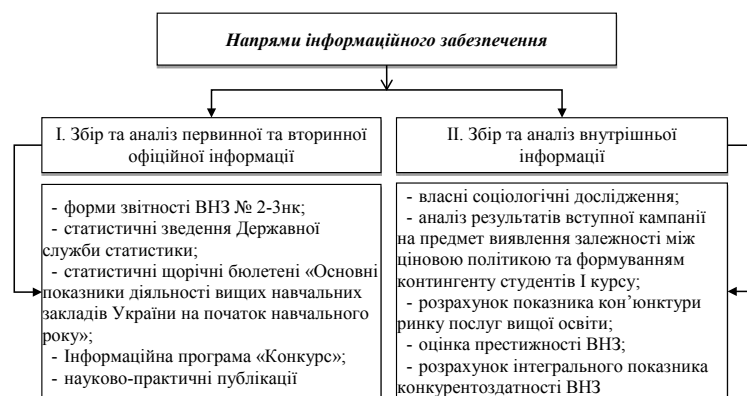 Напрями інформаційного забезпечення
І. Збір та аналіз первинної та вторинної
офіційної інформації
ІІ. Збір та аналіз внутрішньої
інформації
- форми звітності ВНЗ № 2-3нк;
- статистичні зведення Державної
служби статистики;
- статистичні щорічні бюлетені «Основні
показники діяльності вищих навчальних
закладів України на початок навчального
року»;
- Інформаційна програма «Конкурс»;
- науково-практичні публікації
- власні соціологічні дослідження;
- аналіз результатів вступної кампанії
на предмет виявлення залежності між
ціновою політикою та формуванням
контингенту студентів І курсу;
- розрахунок показника кон’юнктури
ринку послуг вищої освіти;
- оцінка престижності ВНЗ;
- розрахунок інтегрального показника
конкурентоздатності ВНЗ